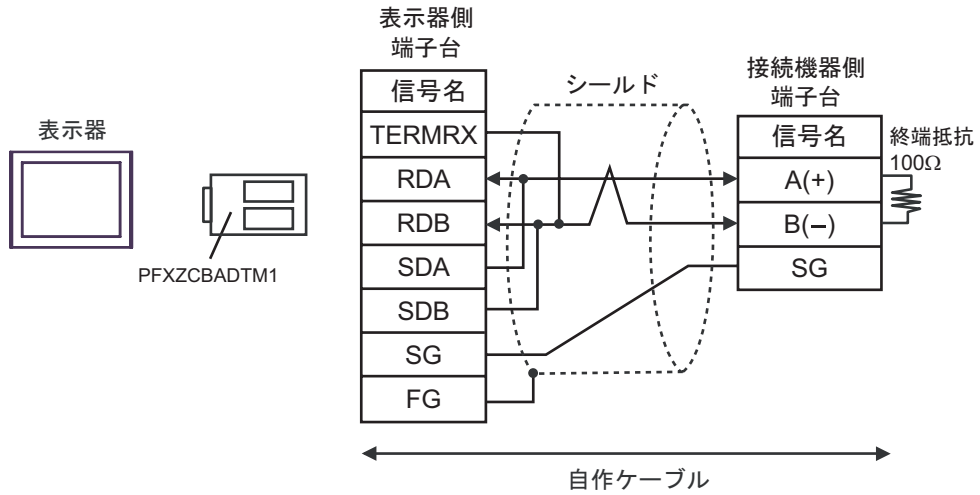 表示器
PFXZCBADTM1
表示器側
端子台
信号名
TERMRX
RDA
RDB
SDA
SDB
SG
FG
シールド
接続機器側
端子台
信号名
A(+)
B(−)
SG
終端抵抗
100Ω
自作ケーブル